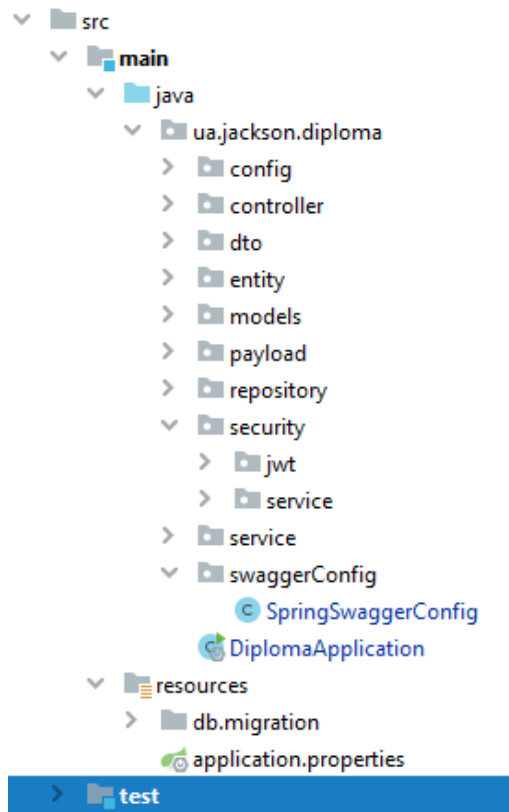 src
main
java
ua.jackson.diploma
config
controller
dto
entity
models
payload
repository
security
jwt
service
service
swaggerConfig
C SpringSwaggerConfig
C DiplomaApplication
resources
db.migration
application.properties
test